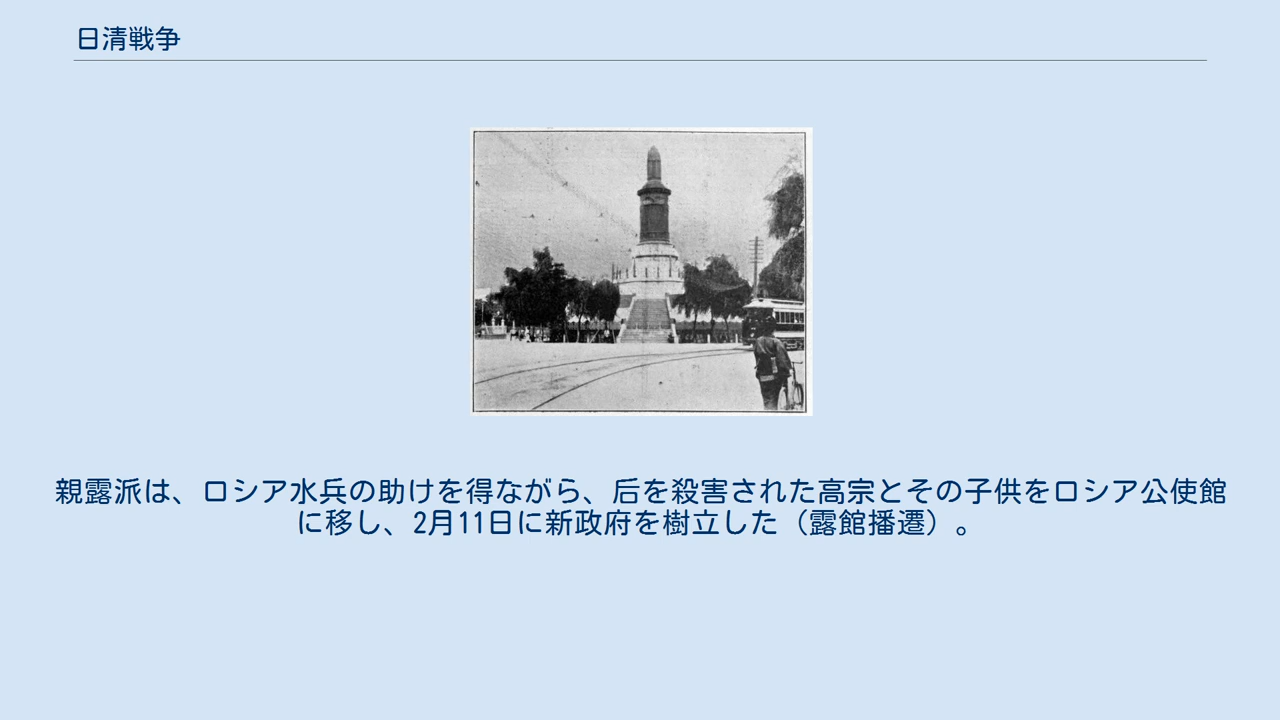 日清戦争
親露派は、ロシア水兵の助けを得ながら、后を殺害された高宗とその子供をロシア公使館
に移し、2月11日に新政府を樹立した（露館播遷）。